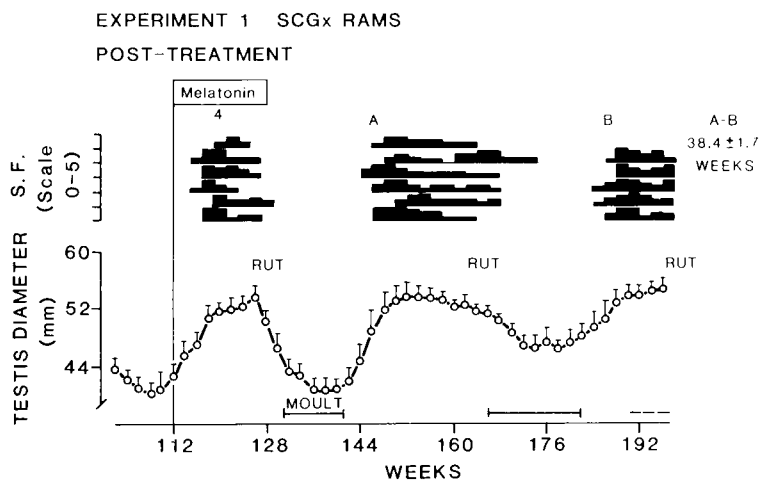 EXPERIMENT 1 SCGx RAMS
POST-TREATMENT
Melatonin
4
A
B
A-B
38.4 ±1.7
WEEKS
S.F.
(Scale
0-5)
TESTIS DIAMETER
(mm)
60
52
44
RUT
RUT
RUT
MOULT
112
128
144
160
176
192
WEEKS